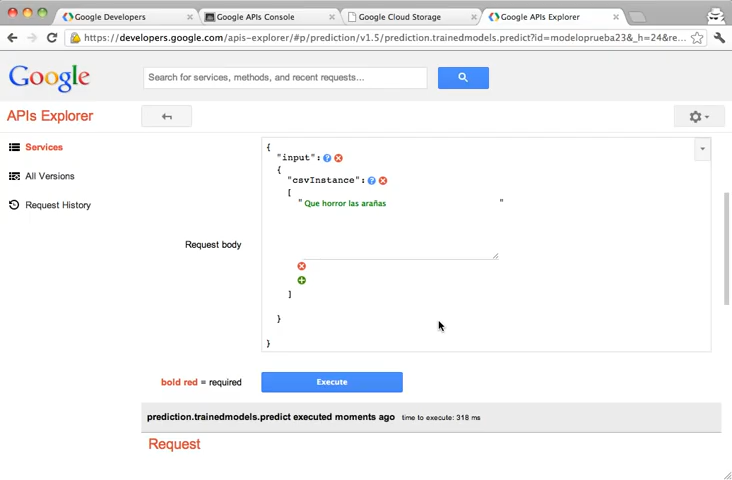 Google Developers
Google APIs Console
Google Cloud Storage
Google APIs Explorer
https://developers.google.com/apis-explorer/#p/prediction/v1.5/prediction.trainedmodels.predict?id=modeloprueba23&_h=24&re...
Google
Search for services, methods, and recent requests...
APIs Explorer
Services
All Versions
Request History
Request body
{
"input":
{
"csvInstance":
[
"Que horror las arañas"
]
}
}
bold red = required
Execute
prediction.trainedmodels.predict executed moments ago time to execute: 318 ms
Request